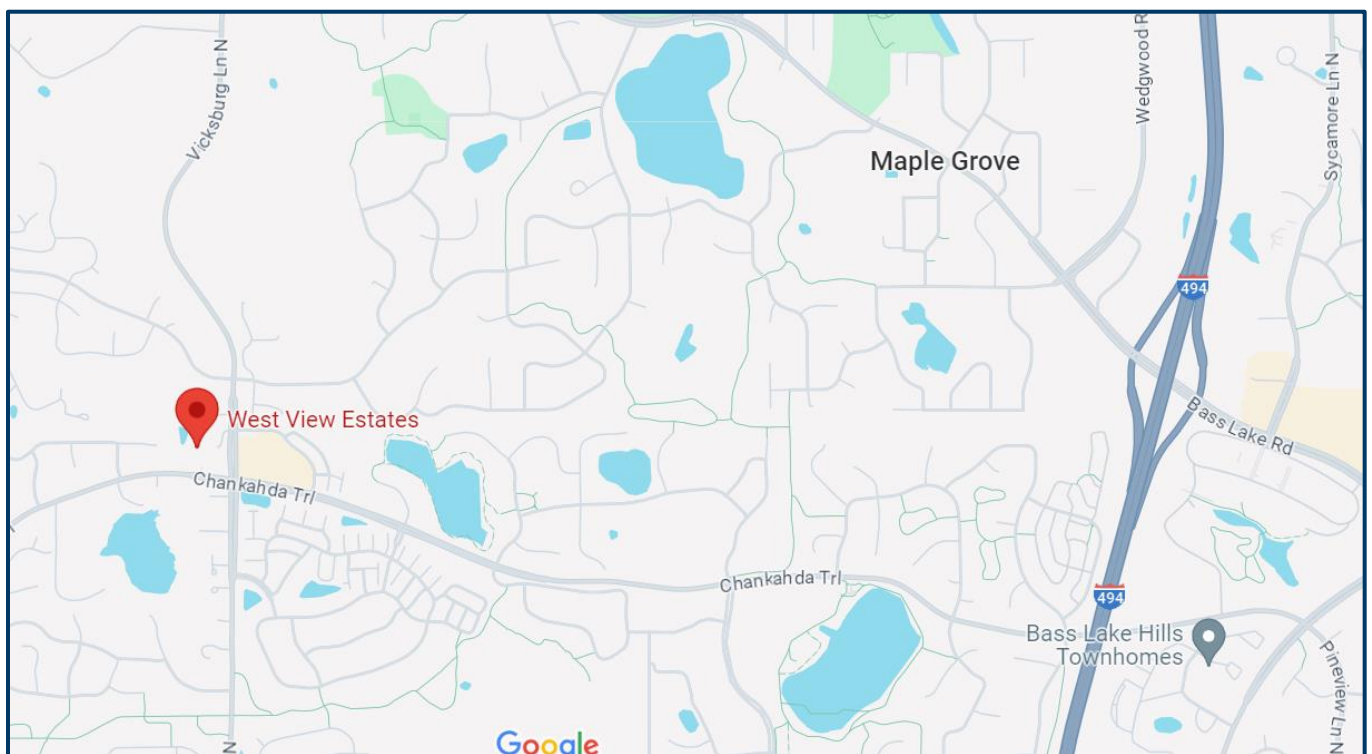 Vicksburg Ln N
Wedgwood R
Sycamore Ln N
Maple Grove
494
West View Estates
Bass Lake Rd
Chankahda Trl
Chankahda Trl
494
Bass Lake Hills
Townhomes
Pineview Ln N
N
Google